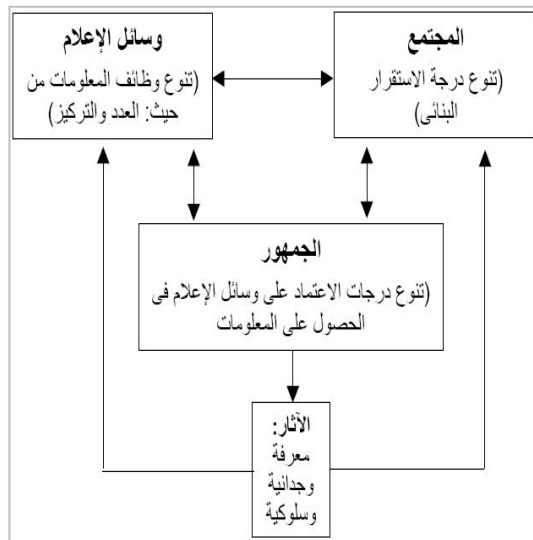 المجتمع
(تنوع درجة الاستقرار
البنائى)
وسائل الإعلام
(تنوع وظائف المعلومات من
حيث: العدد والتركيز)
الجمهور
(تنوع درجات الاعتماد على وسائل الإعلام فى
الحصول على المعلومات
الآثار:
معرفة
وجدانية
وسلوكية